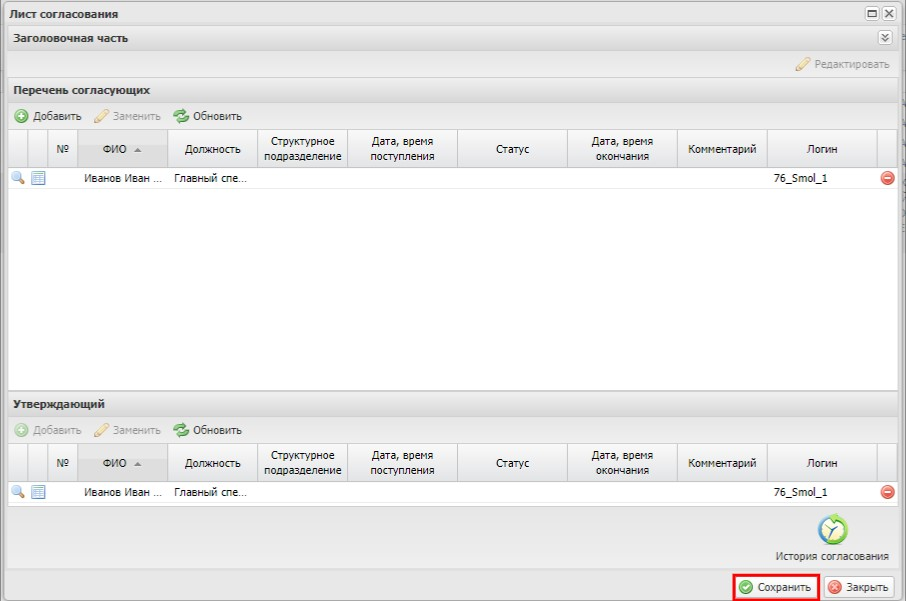 Лист согласования
Заголовочная часть
Редактировать
Перечень согласующих
Добавить Заменить Обновить
№ ФИО Должность Структурное подразделение Дата, время поступления Статус Дата, время окончания Комментарий Логин
Иванов Иван ... Главный спе... 76_Smol_1
Утверждающий
Добавить Заменить Обновить
№ ФИО Должность Структурное подразделение Дата, время поступления Статус Дата, время окончания Комментарий Логин
Иванов Иван ... Главный спе... 76_Smol_1
История согласования
Сохранить Закрыть